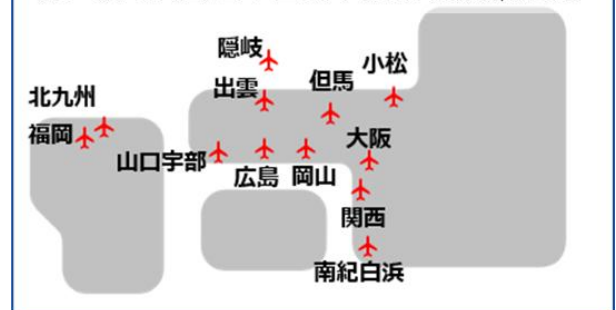 隠岐
小松
出雲
但馬
北九州
福岡
大阪
山口宇部
広島
岡山
関西
南紀白浜